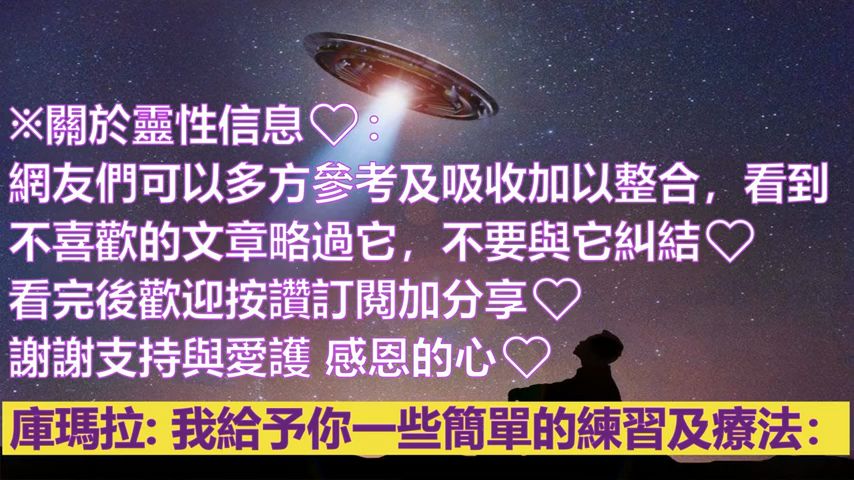 ※關於靈性信息♡：
網友們可以多方參考及吸收加以整合，看到
不喜歡的文章略過它，不要與它糾結♡
看完後歡迎按讚訂閱加分享♡
謝謝支持與愛護 感恩的心♡
庫瑪拉: 我給予你一些簡單的練習及療法：